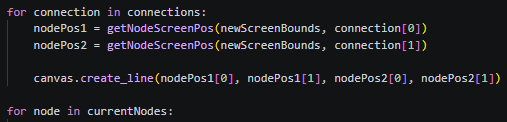 for connection in connections:
    nodePos1 = getNodeScreenPos(newScreenBounds, connection[0])
    nodePos2 = getNodeScreenPos(newScreenBounds, connection[1])
    canvas.create_line(nodePos1[0], nodePos1[1], nodePos2[0], nodePos2[1])
for node in currentNodes: